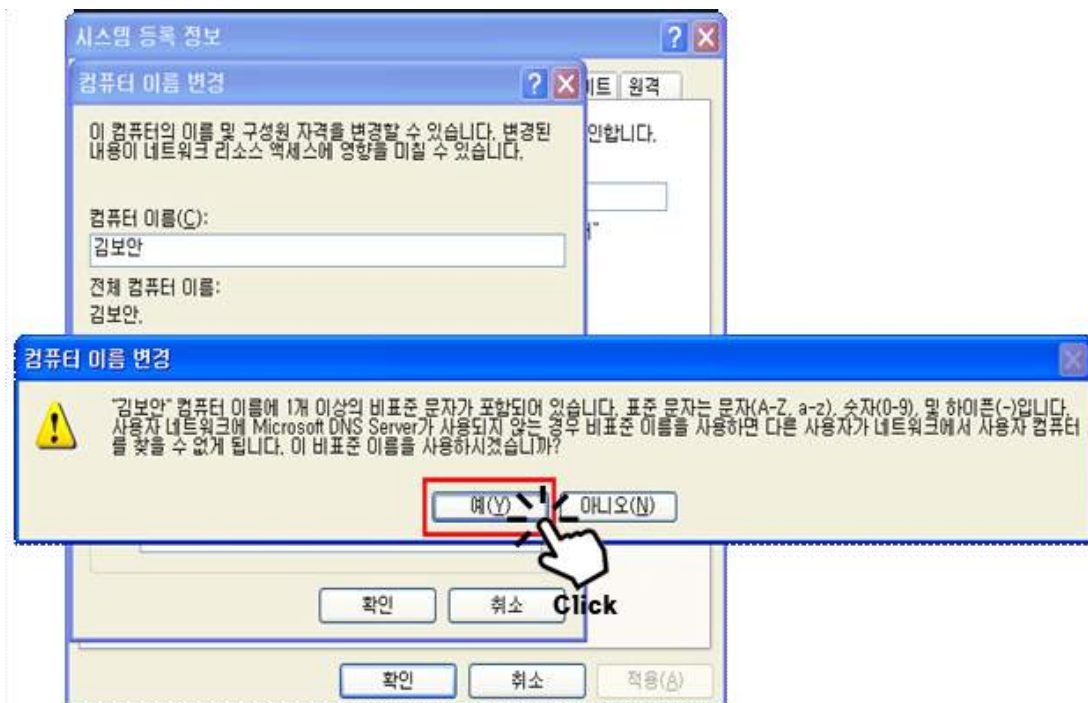 시스템 등록 정보
컴퓨터 이름 변경
이트 원격
이 컴퓨터의 이름 및 구성원 자격을 변경할 수 있습니다. 변경된
인합니다.
내용이 네트워크 리소스 액세스에 영향을 미칠 수 있습니다.
컴퓨터 이름(C):
김보안
전체 컴퓨터 이름:
김보안.
컴퓨터 이름 변경
"김보안" 컴퓨터 이름에 1개 이상의 비표준 문자가 포함되어 있습니다. 표준 문자는 문자(A-Z, a-z), 숫자(0-9), 및 하이픈(-)입니다.
사용자 네트워크에 Microsoft DNS Server가 사용되지 않는 경우 비표준 이름을 사용하면 다른 사용자가 네트워크에서 사용자 컴퓨터
를 찾을 수 없게 됩니다. 이 비표준 이름을 사용하시겠습니까?
예(Y) 아니오(N)
확인 취소
Click
확인 취소 적용(A)